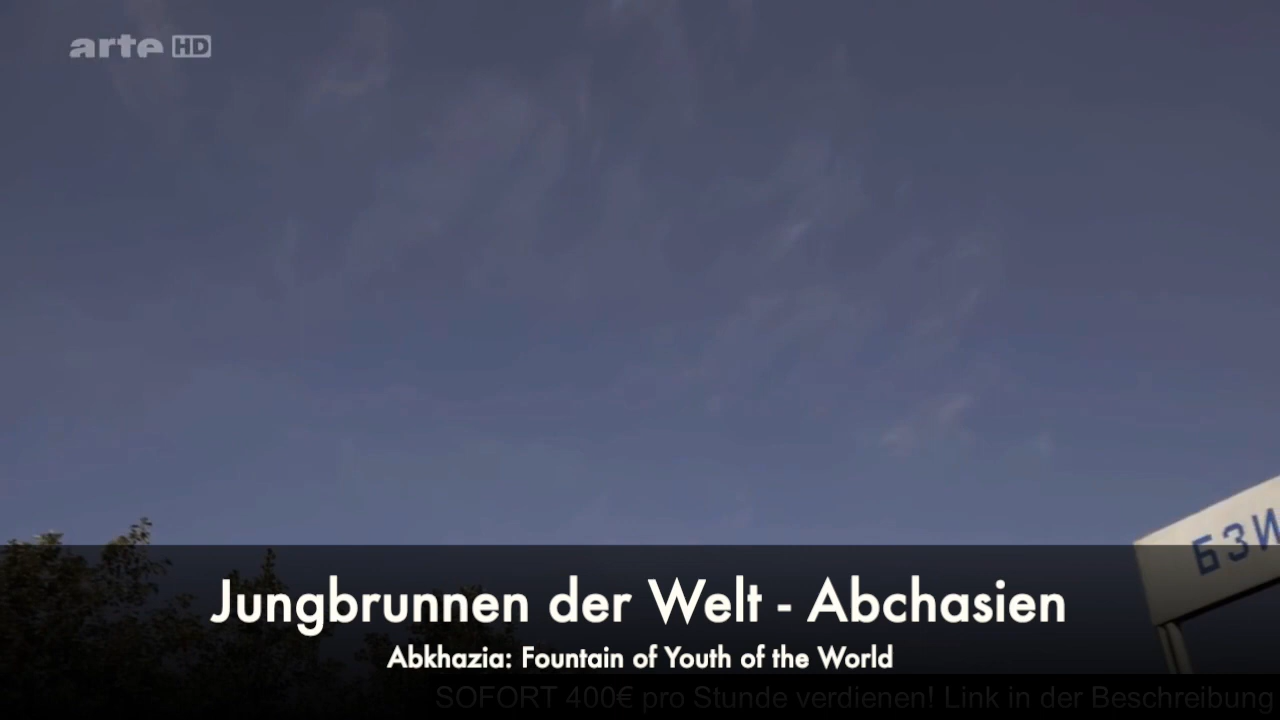 arte HD
БЗИ
Jungbrunnen der Welt - Abchasien
Abkhazia: Fountain of Youth of the World
SOFORT 400€ pro Stunde verdienen! Link in der Beschreibung